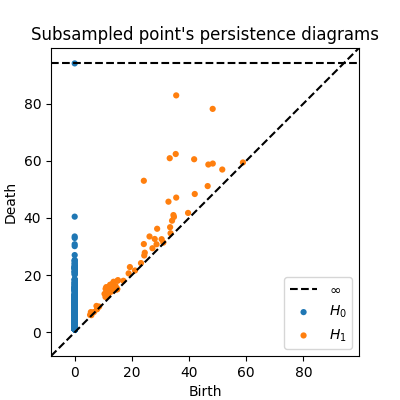 Subsampled point's persistence diagrams
Death
80
60
40
20
0
∞
H₀
H₁
0 20 40 60 80
Birth